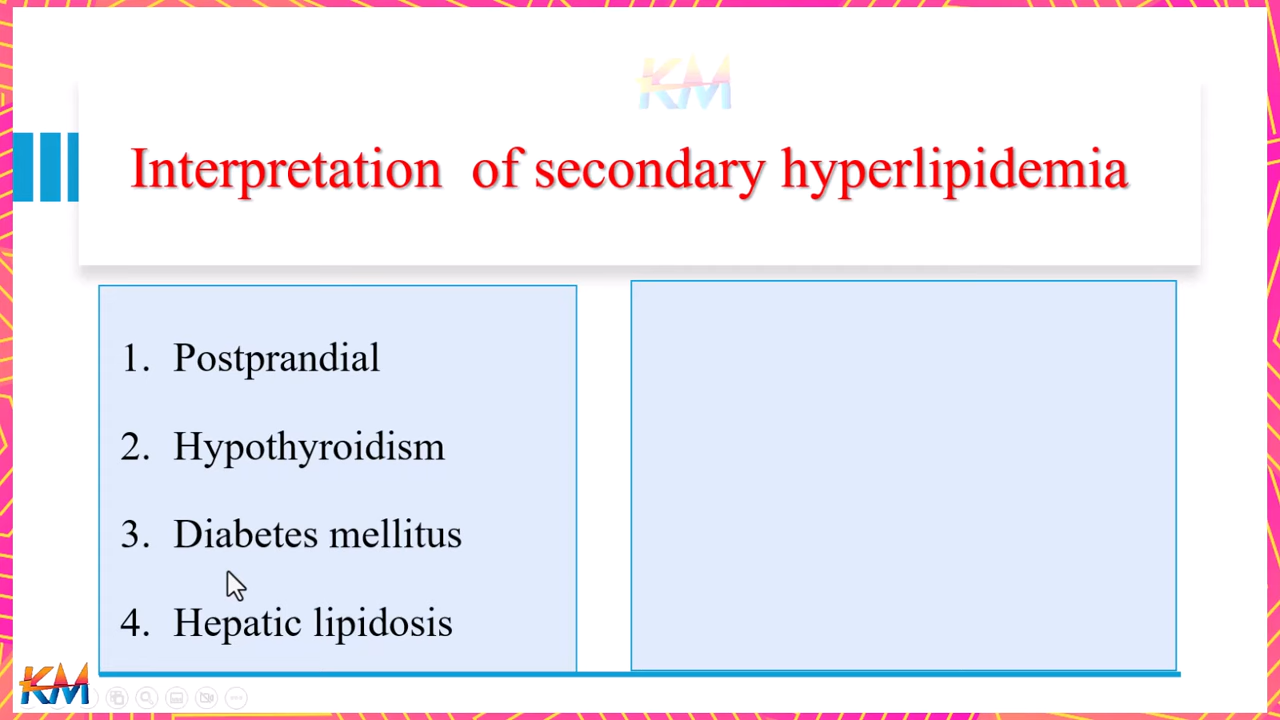 KM
Interpretation of secondary hyperlipidemia
1. Postprandial
2. Hypothyroidism
3. Diabetes mellitus
4. Hepatic lipidosis
KM